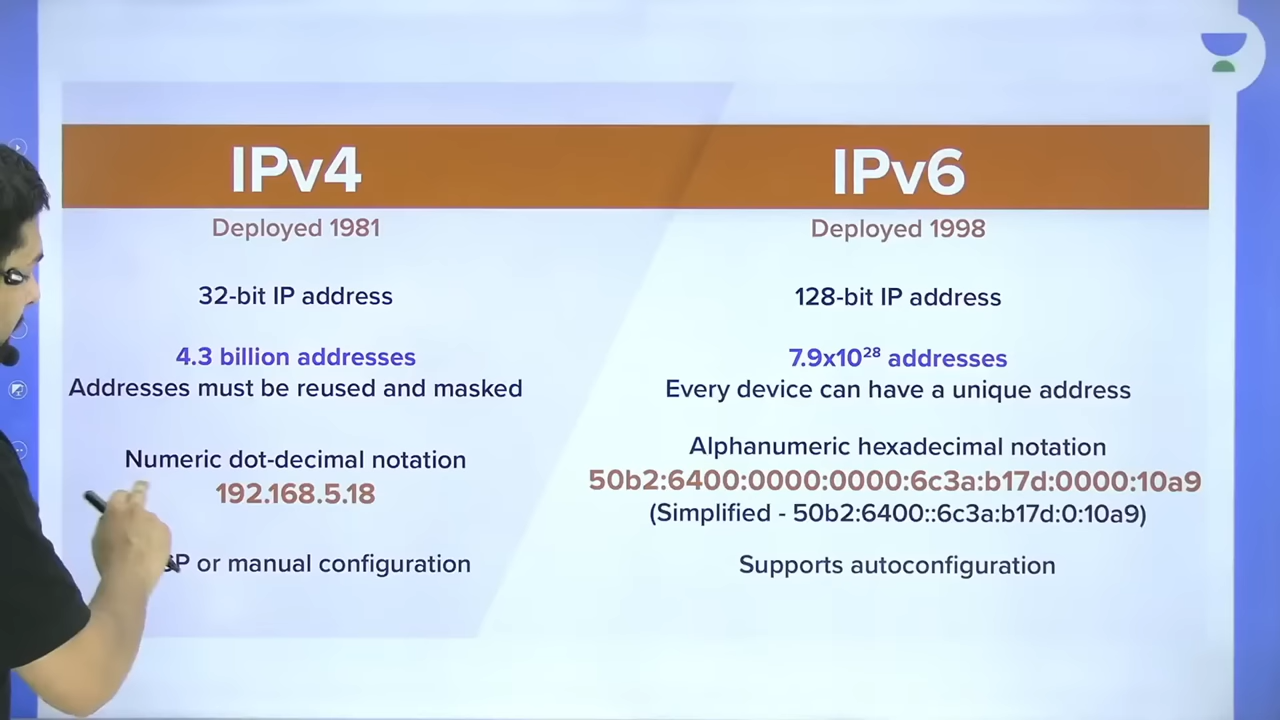 IPv4
Deployed 1981
32-bit IP address
4.3 billion addresses
Addresses must be reused and masked
Numeric dot-decimal notation
192.168.5.18
or manual configuration
IPv6
Deployed 1998
128-bit IP address
7.9x10²⁸ addresses
Every device can have a unique address
Alphanumeric hexadecimal notation
50b2:6400:0000:0000:6c3a:b17d:0000:10a9
(Simplified - 50b2:6400::6c3a:b17d:0:10a9)
Supports autoconfiguration